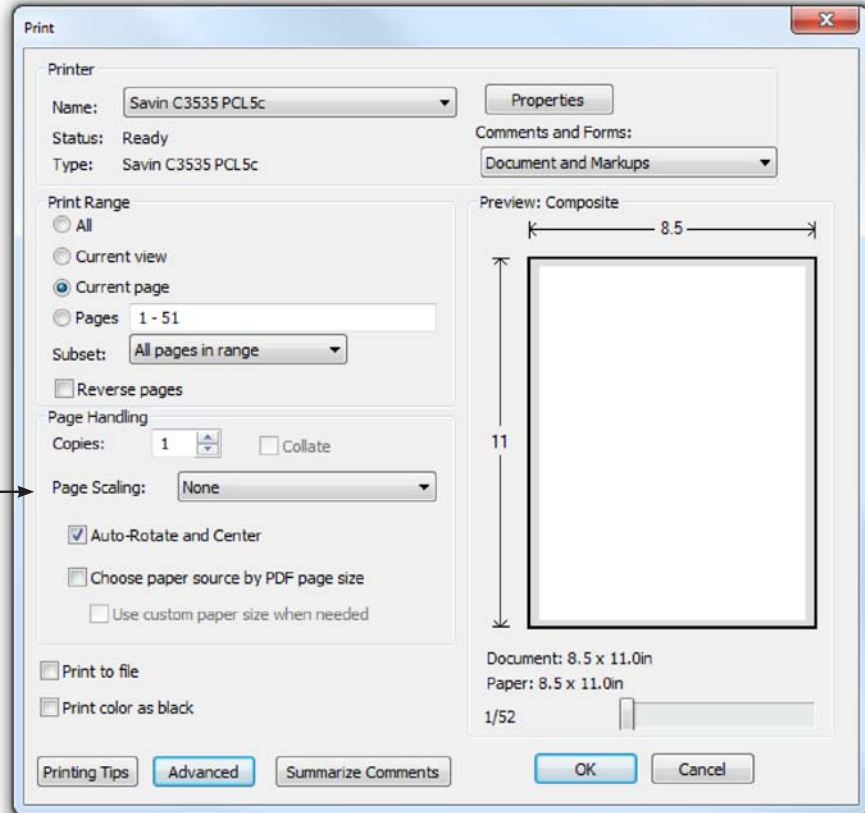 Print
Printer
Name: Savin C3535 PCL5c Properties
Status: Ready Comments and Forms:
Type: Savin C3535 PCL5c Document and Markups
Print Range
All
Current view
Current page
Pages 1 - 51
Subset: All pages in range
Reverse pages
Page Handling
Copies: 1 Collate
Page Scaling: None
Auto-Rotate and Center
Choose paper source by PDF page size
Use custom paper size when needed
Print to file
Print color as black
Preview: Composite
8.5
11
Document: 8.5 x 11.0in
Paper: 8.5 x 11.0in
1/52
Printing Tips Advanced Summarize Comments OK Cancel